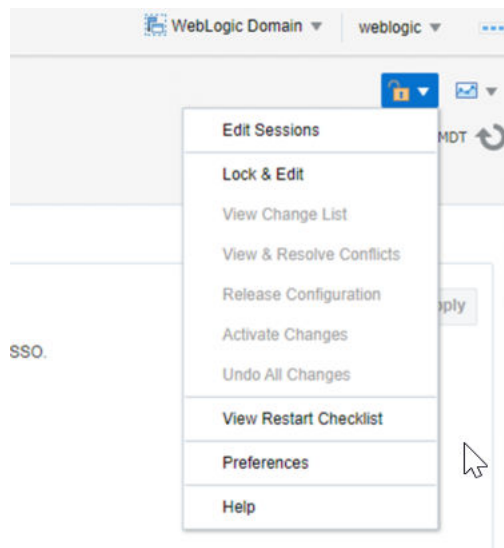 WebLogic Domain weblogic
Edit Sessions
MDT
Lock & Edit
View Change List
View & Resolve Conflicts
Release Configuration
pply
Activate Changes
SSO.
Undo All Changes
View Restart Checklist
Preferences
Help